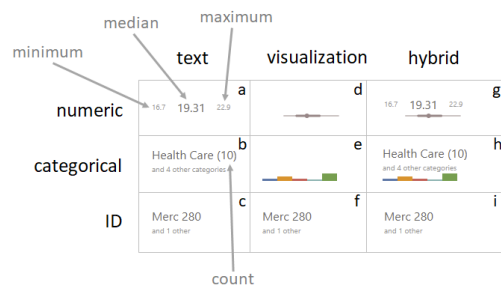 maximum
median
minimum
text visualization hybrid
a d g
numeric 16.7 19.31 22.9 16.7 19.31 22.9
b e h
categorical Health Care (10) Health Care (10)
and 4 other categories and 4 other categories
c f i
ID Merc 280 Merc 280 Merc 280
and 1 other and 1 other and 1 other
count